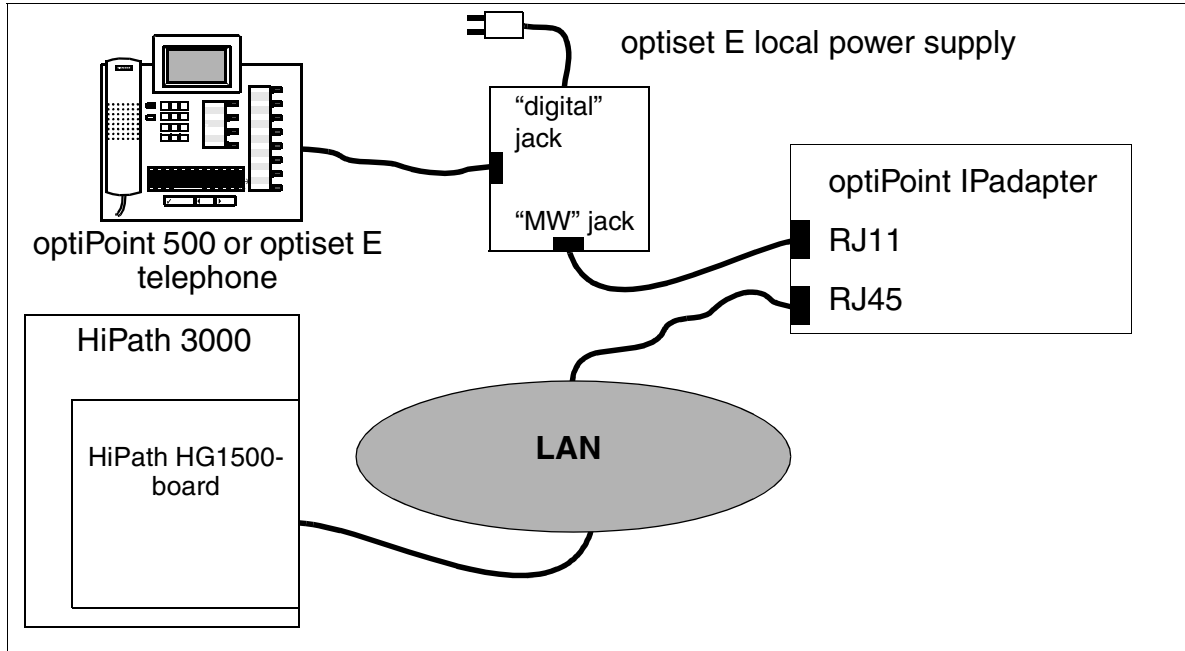 optiset E local power supply
“digital”
jack
“MW” jack
optiPoint IPadapter
RJ11
RJ45
optiPoint 500 or optiset E
telephone
HiPath 3000
HiPath HG1500-
board
LAN